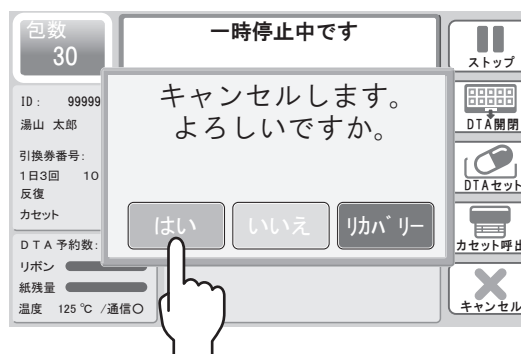 包数
30
一時停止中です
ID: 99999
湯山 太郎
引換券番号:
1日3回 10
反復
カセット
DTA予約数:
リボン
紙残量
温度 125℃ /通信○
キャンセルします。
よろしいですか。
はい
いいえ
リカバリー
ストップ
DTA開閉
DTAセット
カセット呼出
キャンセル